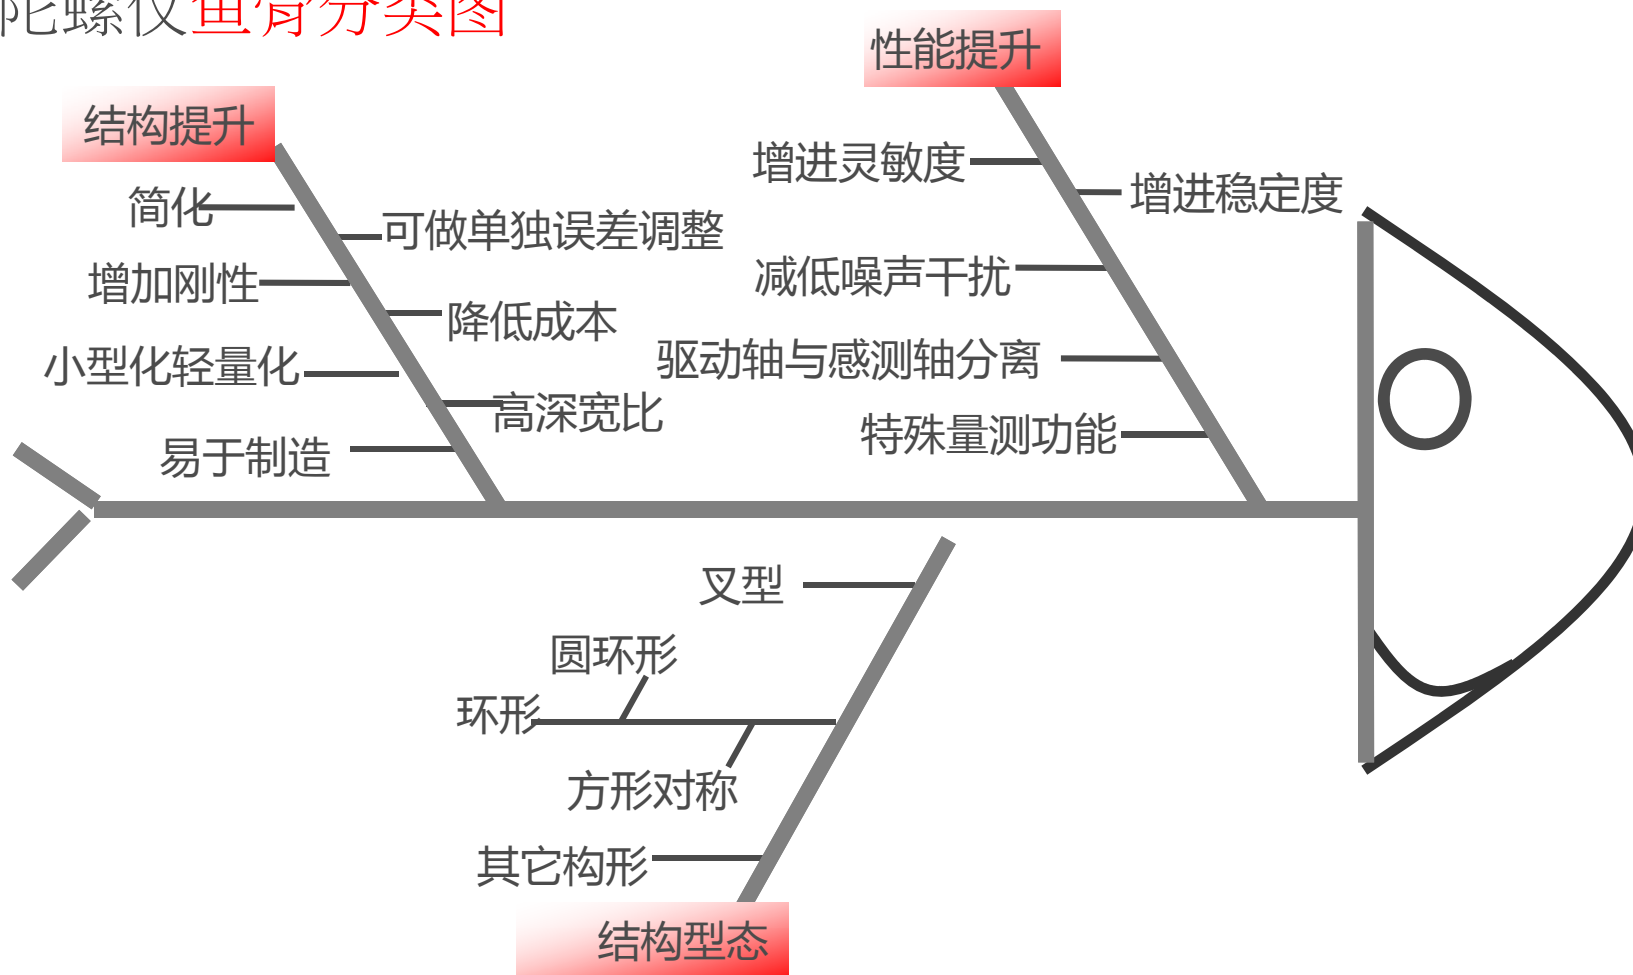 陀螺仪鱼骨分类图
性能提升
结构提升
增进灵敏度
增进稳定度
简化
可做单独误差调整
增加刚性
减低噪声干扰
降低成本
小型化轻量化
驱动轴与感测轴分离
高深宽比
特殊量测功能
易于制造
叉型
圆环形
环形
方形对称
其它构形
结构型态